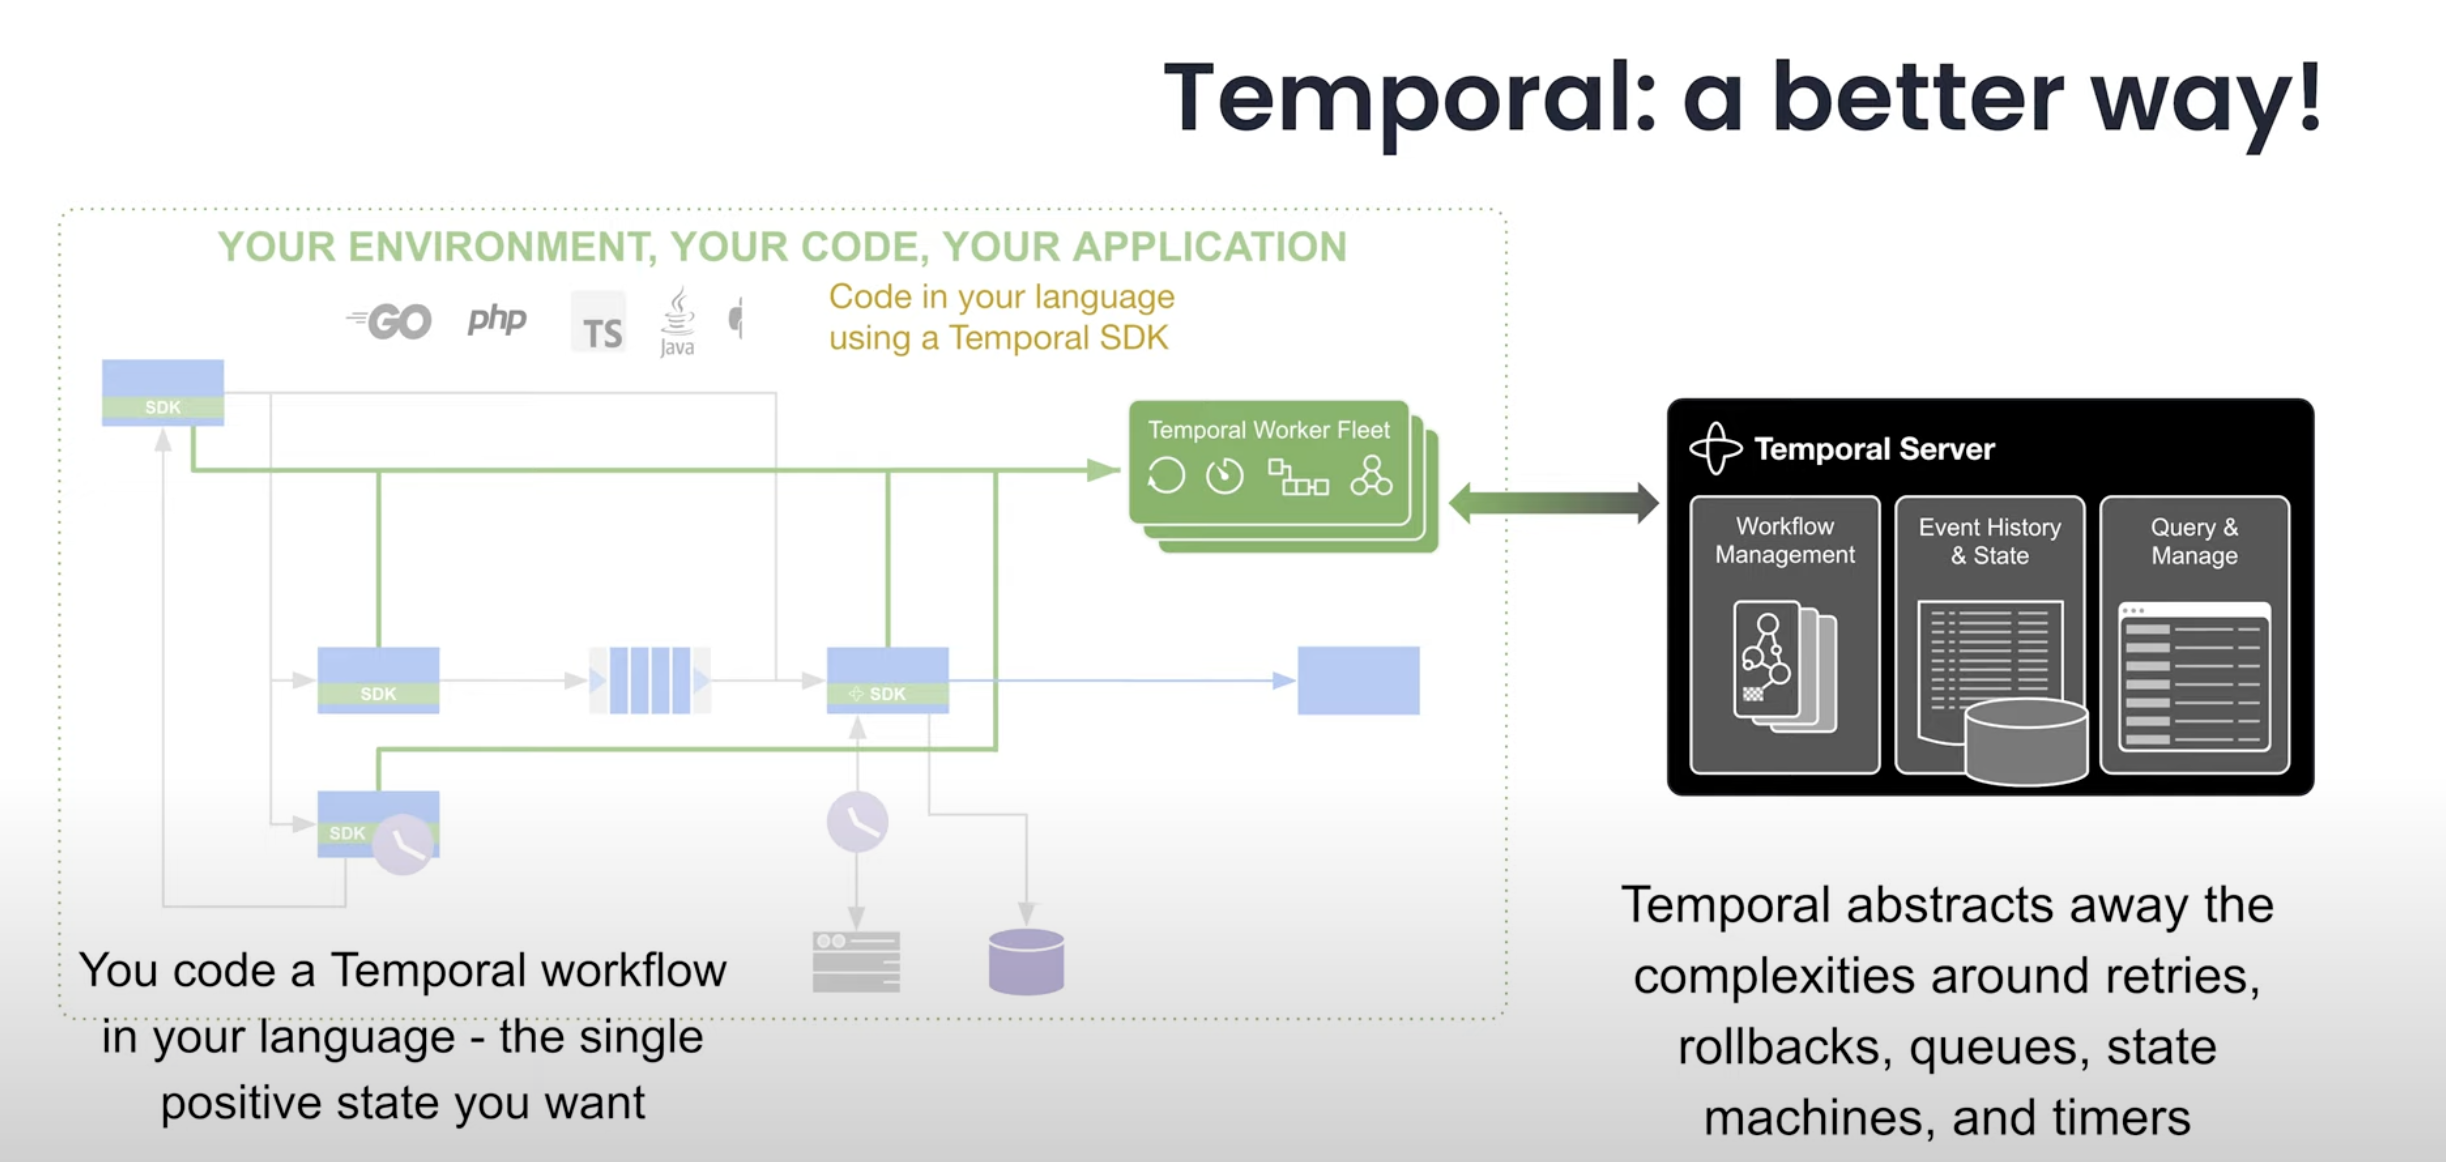 Temporal: a better way!
YOUR ENVIRONMENT, YOUR CODE, YOUR APPLICATION
GO
php
TS
Java
Code in your language
using a Temporal SDK
SDK
Temporal Worker Fleet
SDK
SDK
SDK
Temporal Server
Workflow
Management
Event History
& State
Query &
Manage
You code a Temporal workflow
in your language - the single
positive state you want
Temporal abstracts away the
complexities around retries,
rollbacks, queues, state
machines, and timers